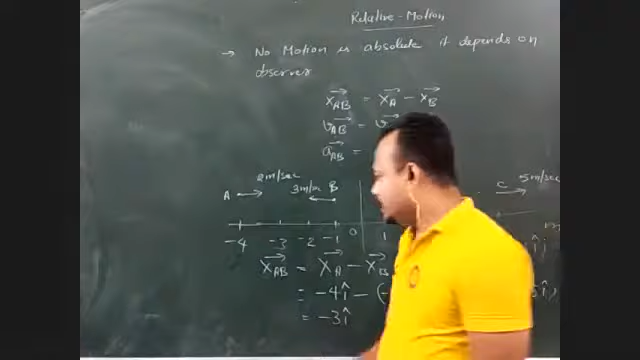 Relative-Motion
→ No Motion is absolute it depends on
observer
X⃗AB = X⃗A − X⃗B
v⃗AB = v⃗
a⃗AB =
A → 2m/sec 3m/sec B ← C → 5m/sec
−4 −3 −2 −1 0 1
X⃗AB = X⃗A − X⃗B
= −4î − (−
= −3î